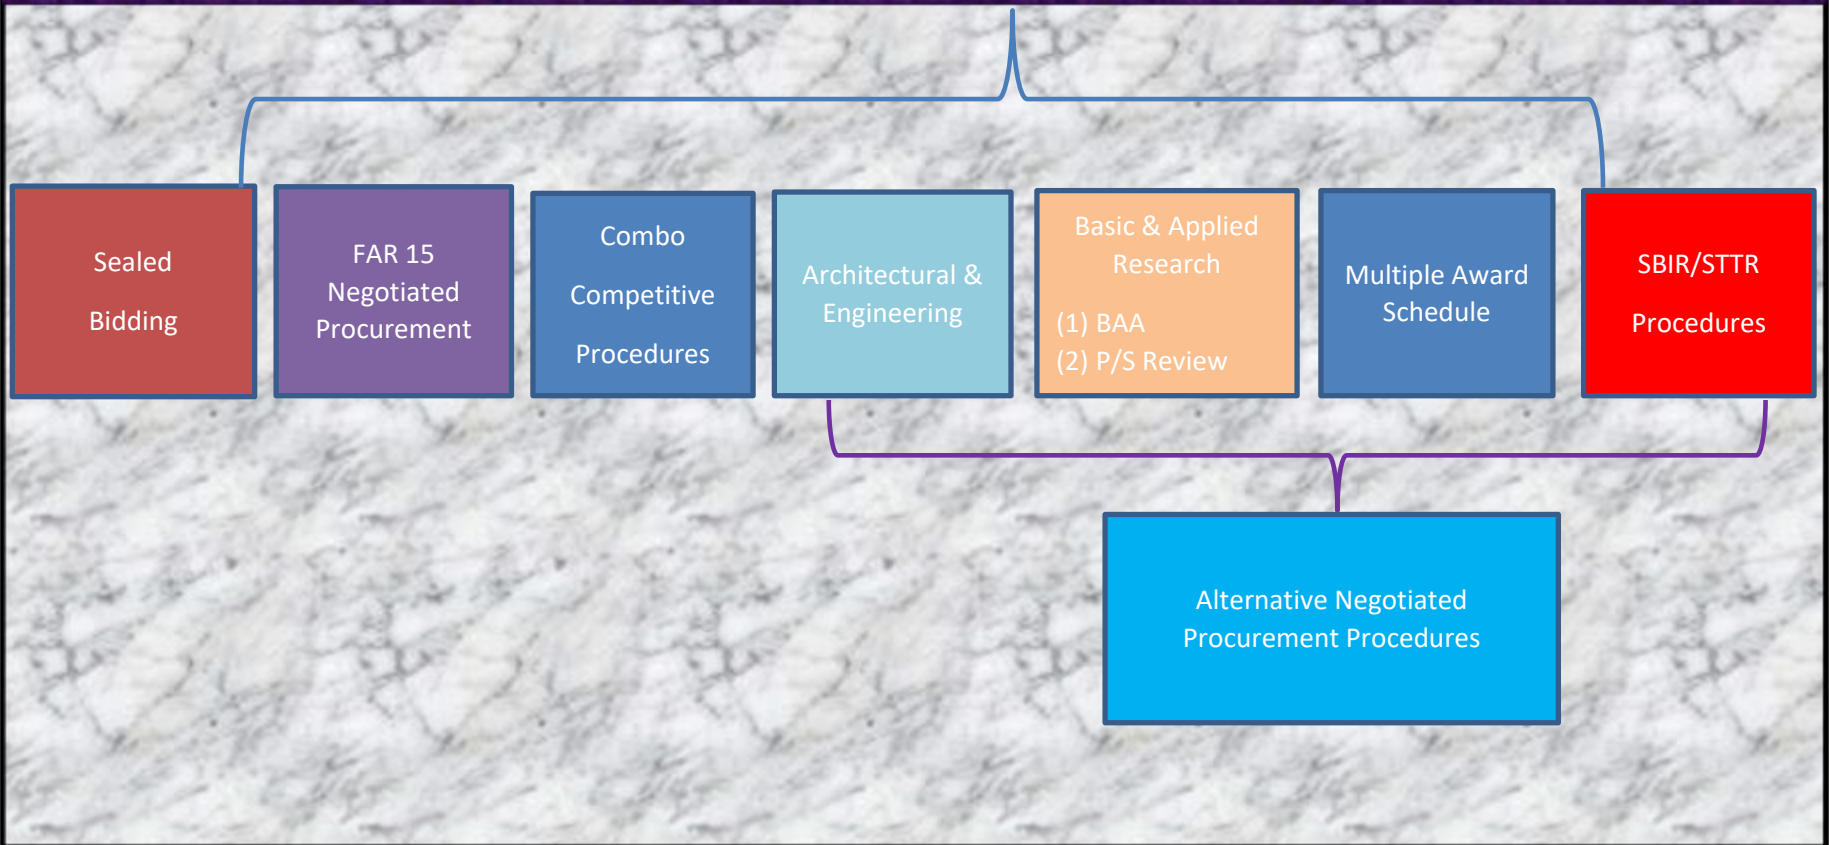 Sealed
Bidding
FAR 15
Negotiated
Procurement
Combo
Competitive
Procedures
Architectural &
Engineering
Basic & Applied
Research
(1) BAA
(2) P/S Review
Multiple Award
Schedule
SBIR/STTR
Procedures
Alternative Negotiated
Procurement Procedures